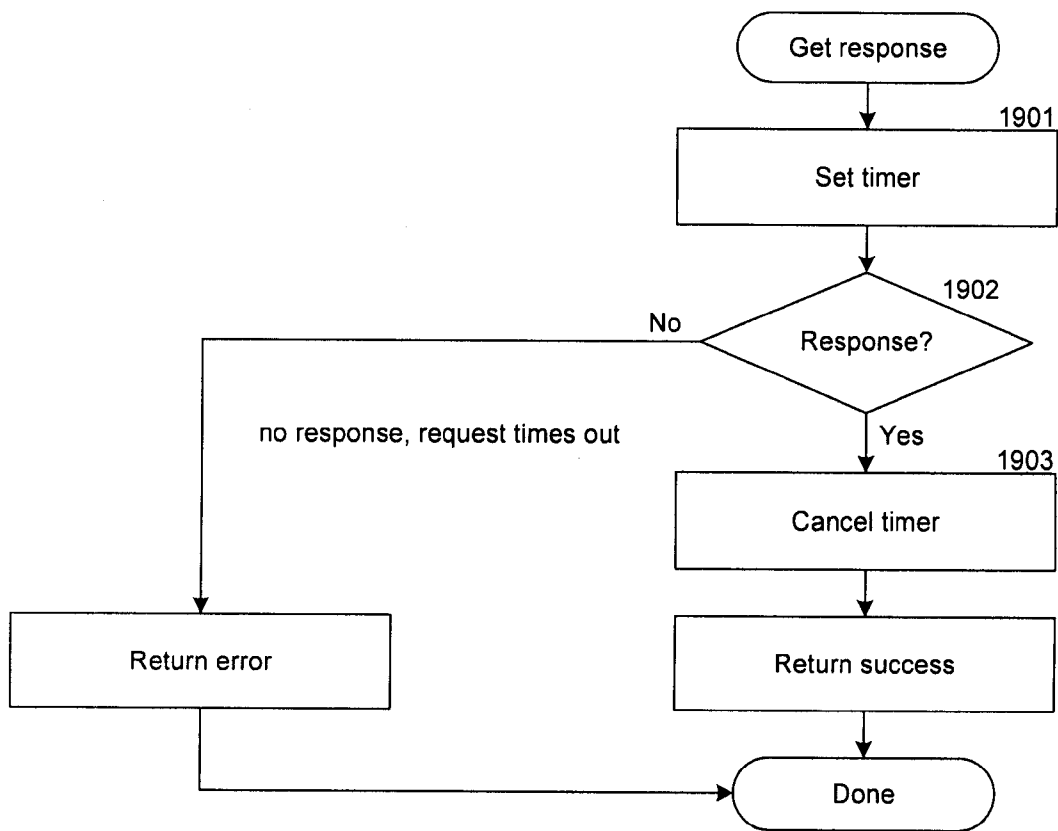 Get response
1901
Set timer
1902
No
Response?
no response, request times out
Yes
1903
Cancel timer
Return error
Return success
Done